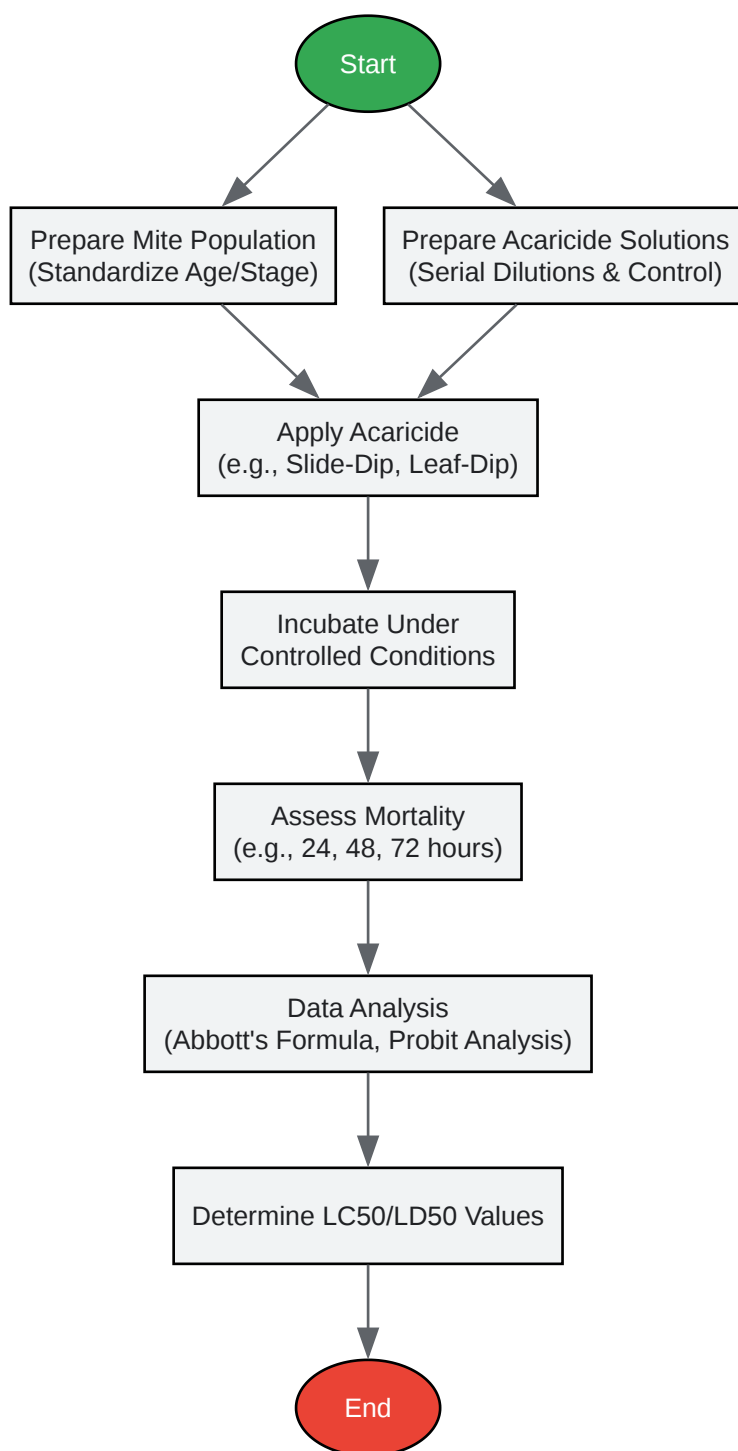 Start
Prepare Mite Population
(Standardize Age/Stage)
Prepare Acaricide Solutions
(Serial Dilutions & Control)
Apply Acaricide
(e.g., Slide-Dip, Leaf-Dip)
Incubate Under
Controlled Conditions
Assess Mortality
(e.g., 24, 48, 72 hours)
Data Analysis
(Abbott's Formula, Probit Analysis)
Determine LC50/LD50 Values
End